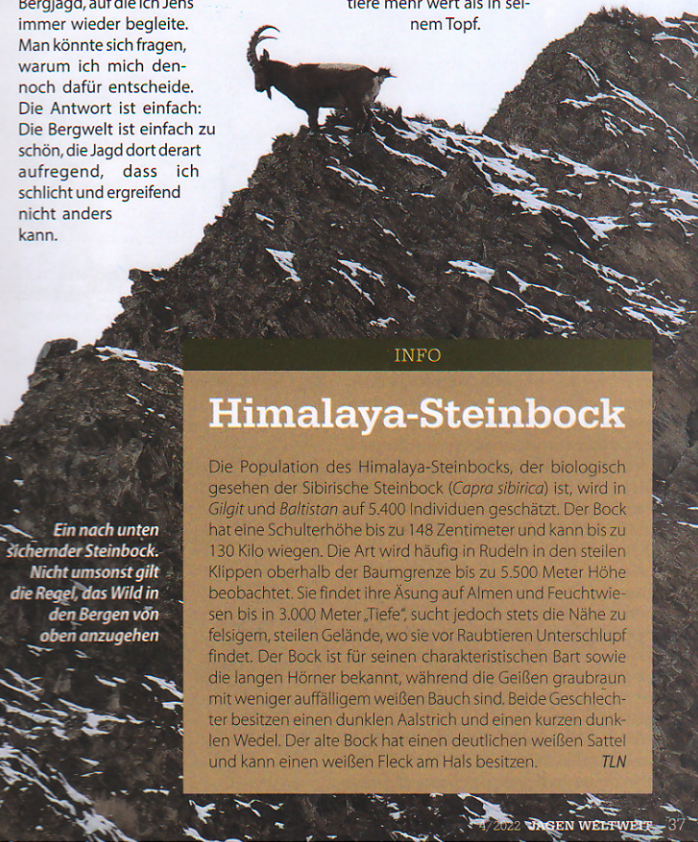 Bergjagd, auf die ich Jens
immer wieder begleite.
Man könnte sich fragen,
warum ich mich den-
noch dafür entscheide.
Die Antwort ist einfach:
Die Bergwelt ist einfach zu
schön, die Jagd dort derart
aufregend, dass ich
schlicht und ergreifend
nicht anders
kann.
tiere mehr wert als in sei-
nem Topf.
Ein nach unten
sichernder Steinbock.
Nicht umsonst gilt
die Regel, das Wild in
den Bergen von
oben anzugehen
INFO
Himalaya-Steinbock
Die Population des Himalaya-Steinbocks, der biologisch
gesehen der Sibirische Steinbock (Capra sibirica) ist, wird in
Gilgit und Baltistan auf 5.400 Individuen geschätzt. Der Bock
hat eine Schulterhöhe bis zu 148 Zentimeter und kann bis zu
130 Kilo wiegen. Die Art wird häufig in Rudeln in den steilen
Klippen oberhalb der Baumgrenze bis zu 5.500 Meter Höhe
beobachtet. Sie findet ihre Äsung auf Almen und Feuchtwie-
sen bis in 3.000 Meter „Tiefe“, sucht jedoch stets die Nähe zu
felsigem, steilen Gelände, wo sie vor Raubtieren Unterschlupf
findet. Der Bock ist für seinen charakteristischen Bart sowie
die langen Hörner bekannt, während die Geißen graubraun
mit weniger auffälligem weißen Bauch sind. Beide Geschlech-
ter besitzen einen dunklen Aalstrich und einen kurzen dunk-
len Wedel. Der alte Bock hat einen deutlichen weißen Sattel
und kann einen weißen Fleck am Hals besitzen. TLN
4/2022 JAGEN WELTWEIT 37